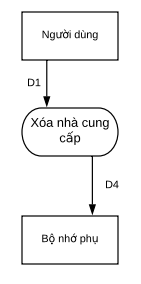 Người dùng
D1
Xóa nhà cung
cấp
D4
Bộ nhớ phụ